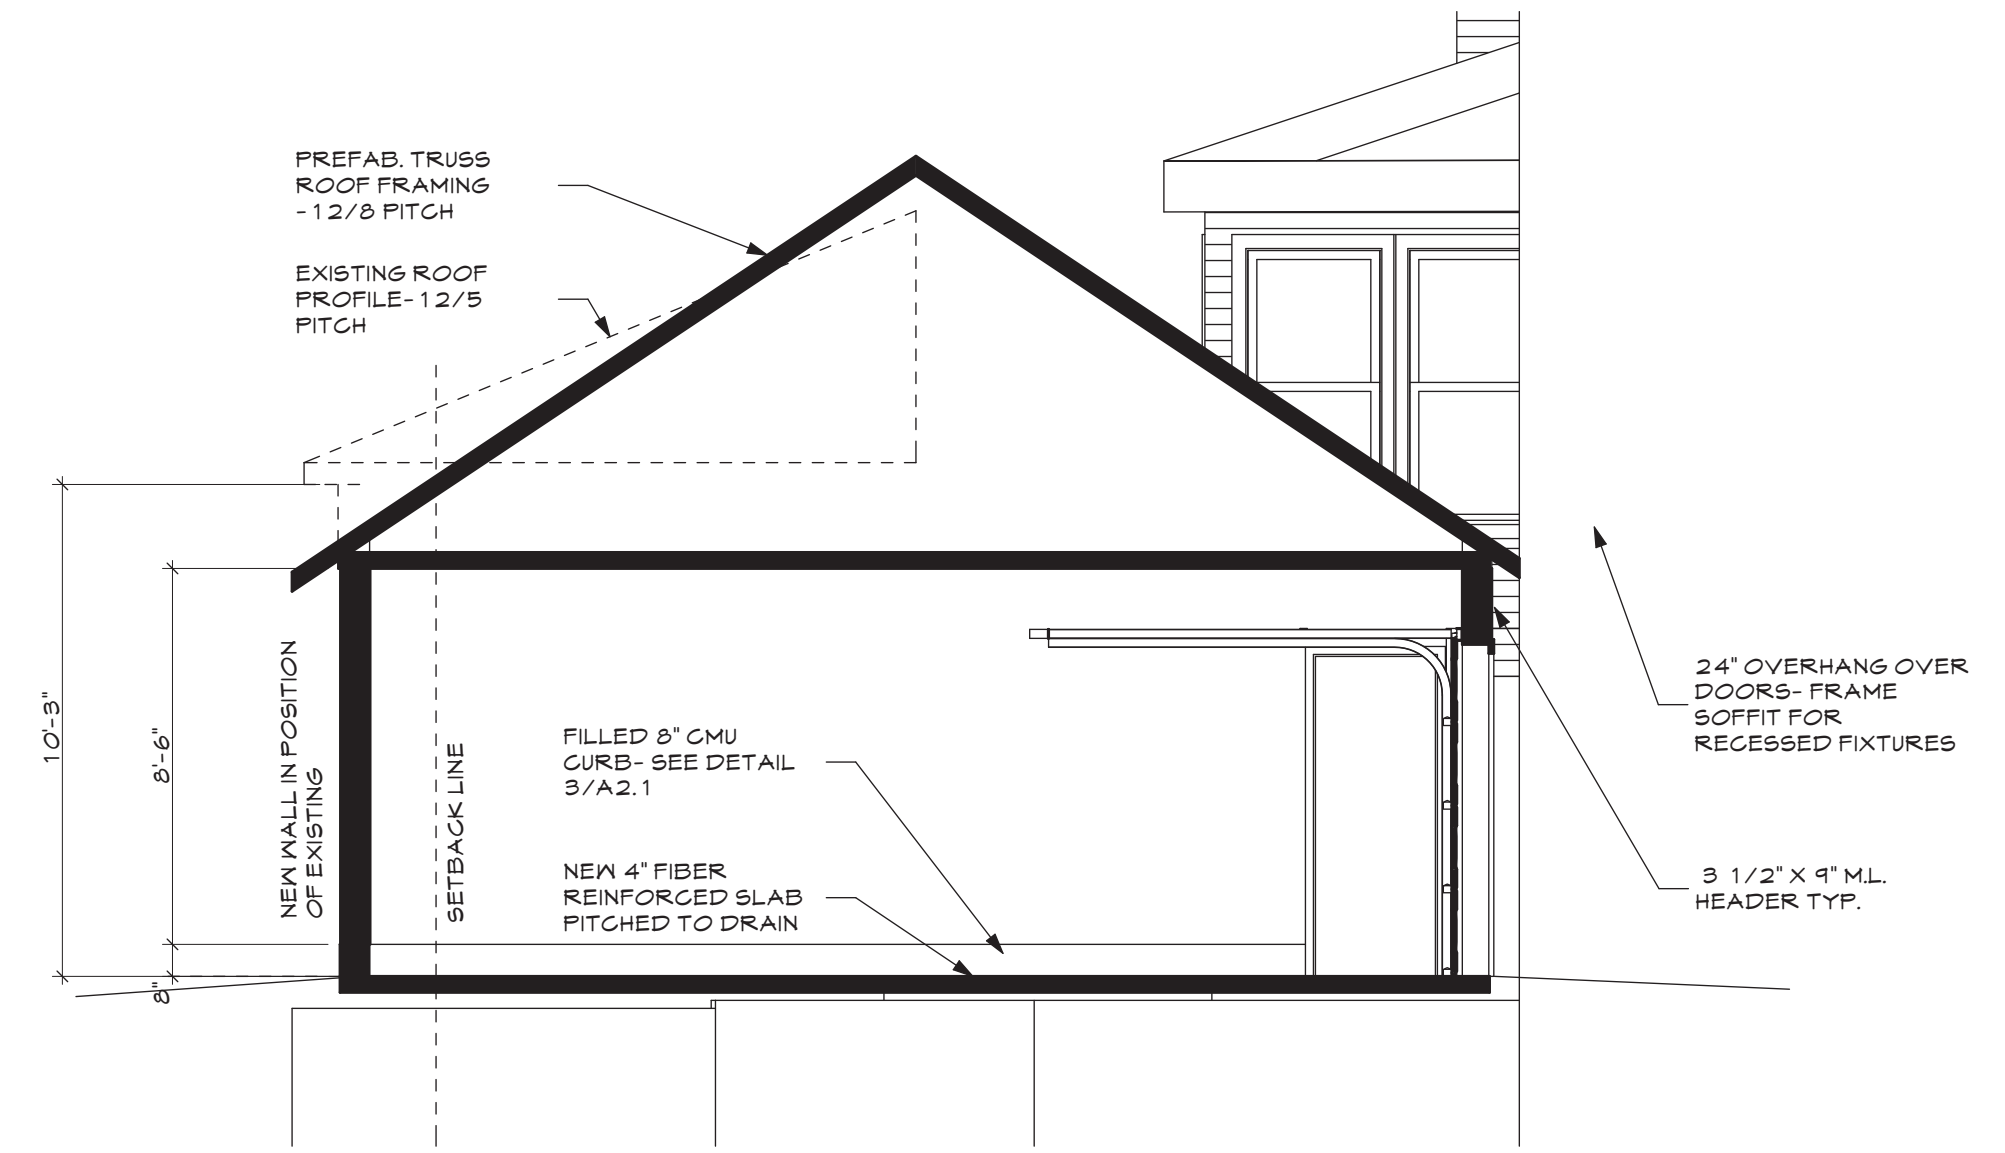 PREFAB. TRUSS
ROOF FRAMING
-12/8 PITCH
EXISTING ROOF
PROFILE-12/5
PITCH
10'-3"
8'-6"
8"
NEW WALL IN POSITION
OF EXISTING
SETBACK LINE
FILLED 8" CMU
CURB- SEE DETAIL
3/A2.1
NEW 4" FIBER
REINFORCED SLAB
PITCHED TO DRAIN
24" OVERHANG OVER
DOORS- FRAME
SOFFIT FOR
RECESSED FIXTURES
3 1/2" X 9" M.L.
HEADER TYP.